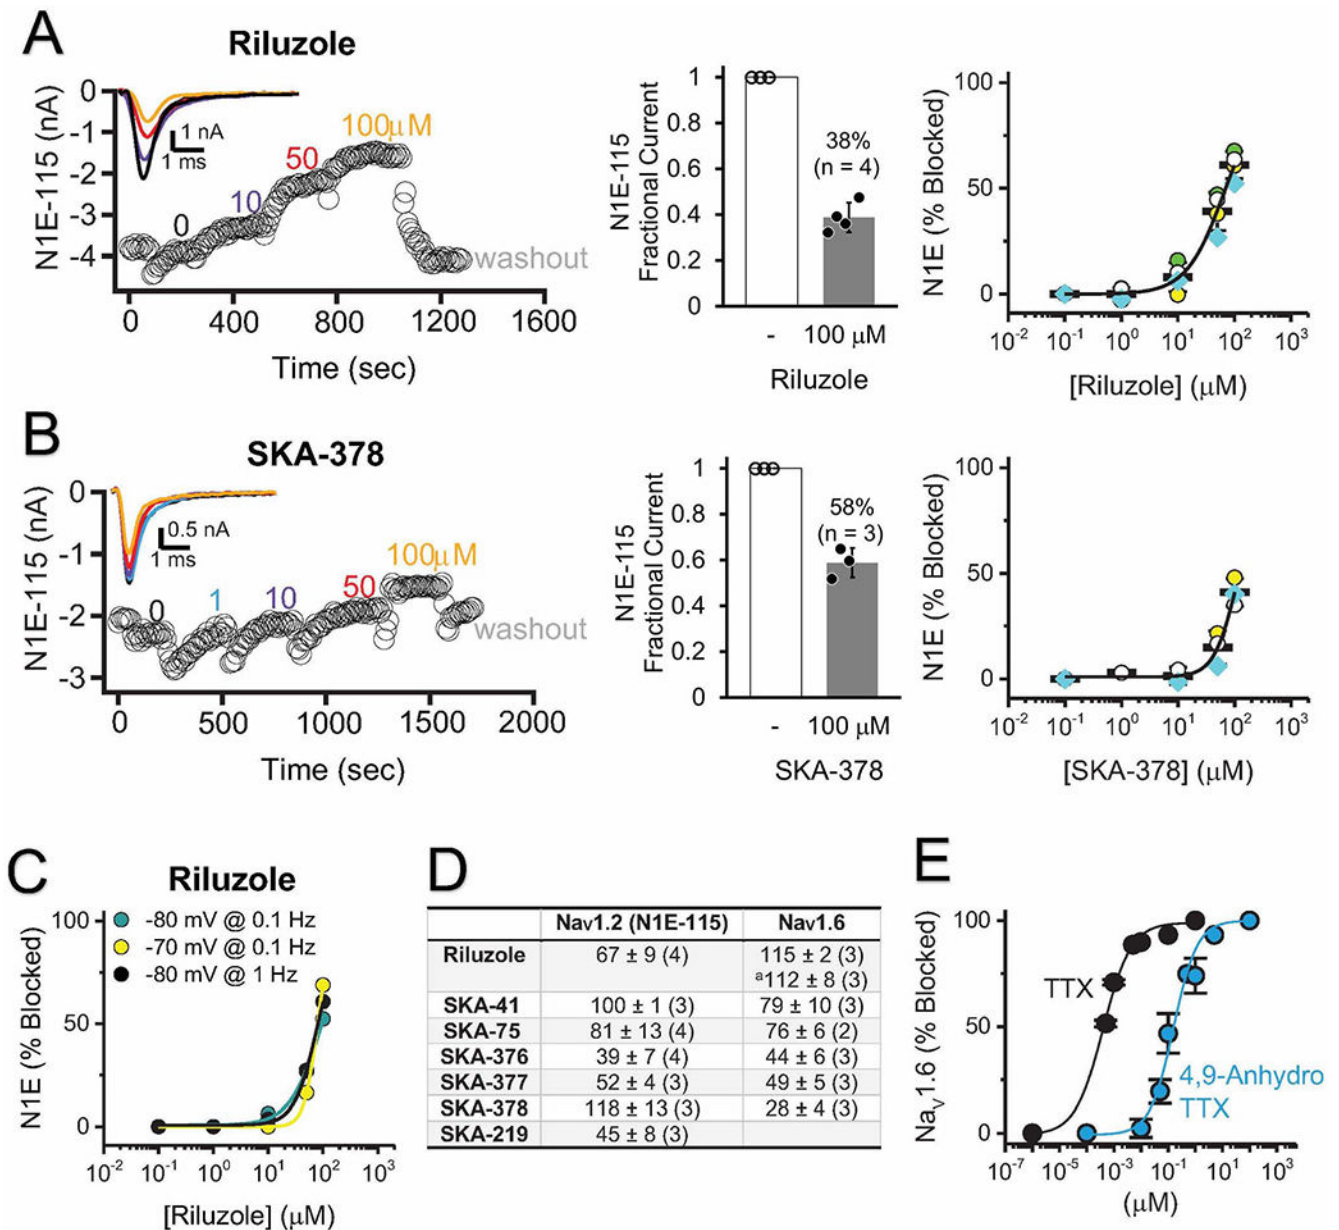 A
Riluzole
N1E-115 (nA)
0
-1
-2
-3
-4
1 nA
1 ms
0
10
50
100μM
washout
0 400 800 1200 1600
Time (sec)
N1E-115
Fractional Current
1
0.8
0.6
0.4
0.2
0
38%
(n = 4)
- 100 μM
Riluzole
N1E (% Blocked)
100
50
0
10⁻² 10⁻¹ 10⁰ 10¹ 10² 10³
[Riluzole] (μM)
B
SKA-378
N1E-115 (nA)
0
-1
-2
-3
0.5 nA
1 ms
0
1
10
50
100μM
washout
0 500 1000 1500 2000
Time (sec)
N1E-115
Fractional Current
1
0.8
0.6
0.4
0.2
0
58%
(n = 3)
- 100 μM
SKA-378
N1E (% Blocked)
100
50
0
10⁻² 10⁻¹ 10⁰ 10¹ 10² 10³
[SKA-378] (μM)
C
Riluzole
-80 mV @ 0.1 Hz
-70 mV @ 0.1 Hz
-80 mV @ 1 Hz
N1E (% Blocked)
100
50
0
10⁻² 10⁻¹ 10⁰ 10¹ 10² 10³
[Riluzole] (μM)
D
Naᵥ1.2 (N1E-115) Naᵥ1.6
Riluzole 67 ± 9 (4) 115 ± 2 (3)
ᵃ112 ± 8 (3)
SKA-41 100 ± 1 (3) 79 ± 10 (3)
SKA-75 81 ± 13 (4) 76 ± 6 (2)
SKA-376 39 ± 7 (4) 44 ± 6 (3)
SKA-377 52 ± 4 (3) 49 ± 5 (3)
SKA-378 118 ± 13 (3) 28 ± 4 (3)
SKA-219 45 ± 8 (3)
E
Naᵥ1.6 (% Blocked)
100
50
0
TTX
4,9-Anhydro
TTX
10⁻⁷ 10⁻⁵ 10⁻³ 10⁻¹ 10¹ 10³
(μM)